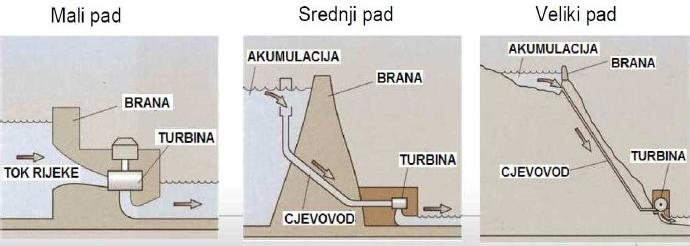 Mali pad
Srednji pad
Veliki pad
BRANA
TURBINA
TOK RIJEKE
AKUMULACIJA
BRANA
TURBINA
CJEVOVOD
AKUMULACIJA
BRANA
CJEVOVOD
TURBINA